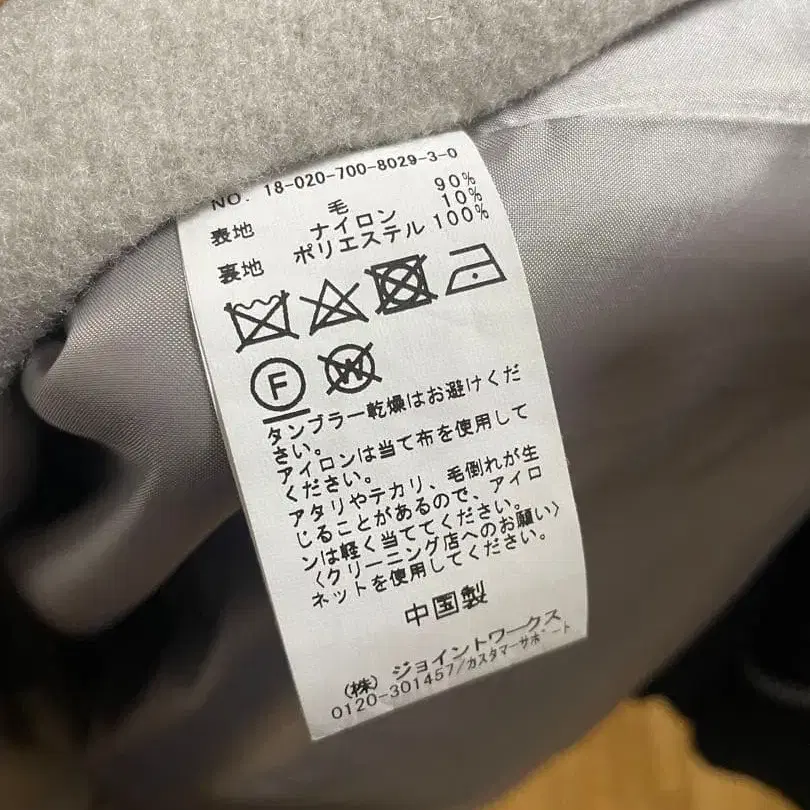 NO. 18-020-700-8029-3-0
表地 毛 90%
ナイロン 10%
裏地 ポリエステル 100%
F W
タンブラー乾燥はお避けくだ
さい。
アイロンは当て布を使用して
ください。
アタリやテカリ、毛倒れが生
じることがあるので、アイロ
ンは軽く当ててください。
〈クリーニング店へのお願い〉
ネットを使用してください。
中国製
(株)ジョイントワークス
0120-301457/カスタマーサポート